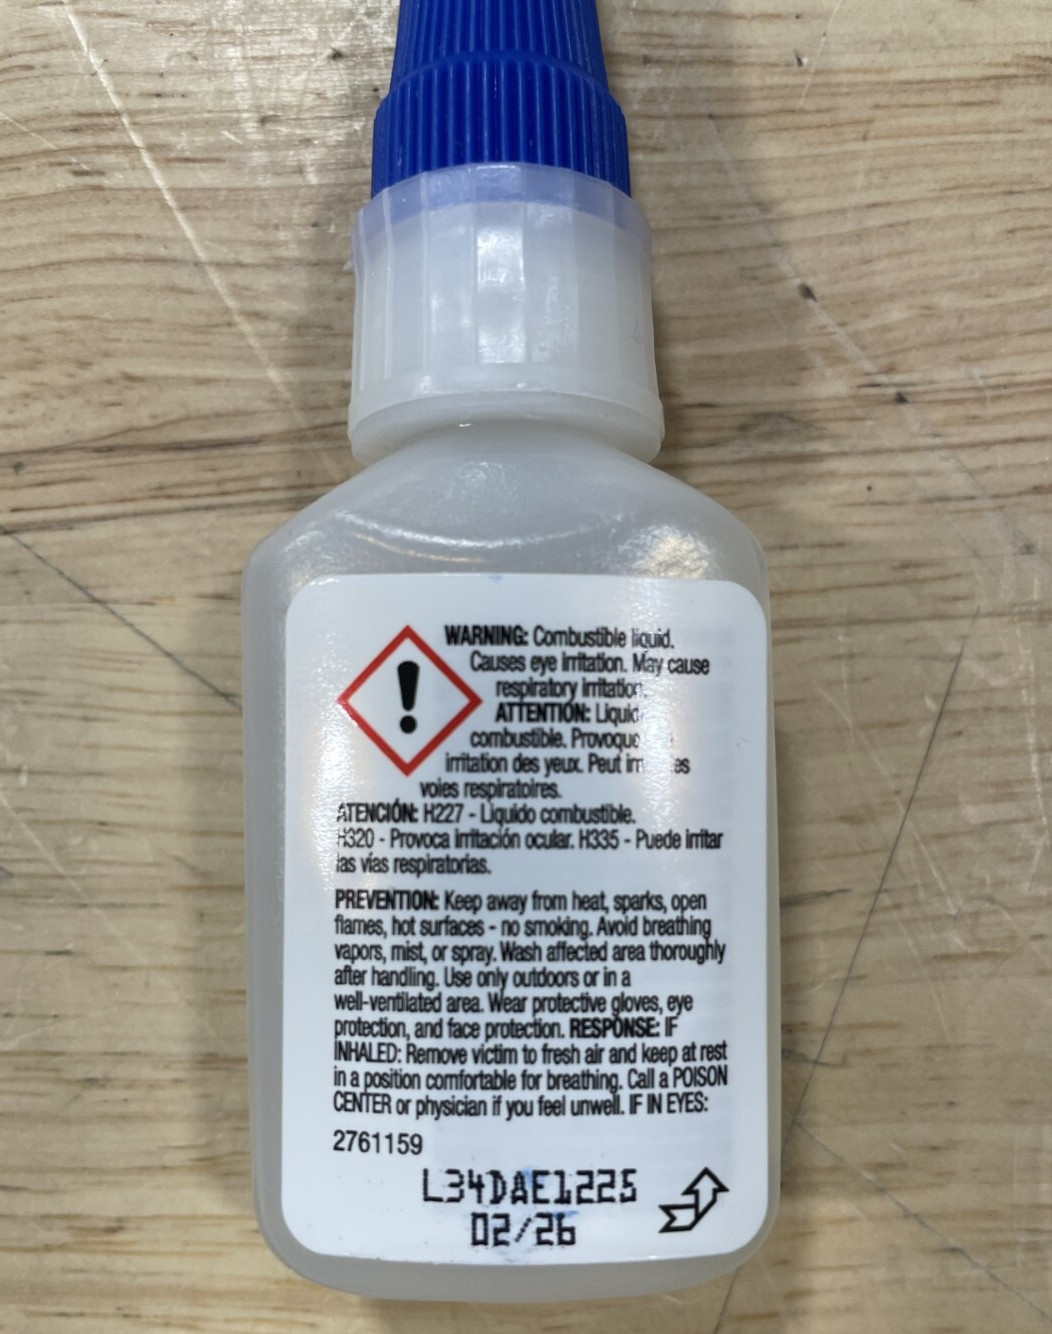 WARNING: Combustible liquid.
Causes eye irritation. May cause
respiratory irritation.
ATTENTION: Liquid
combustible. Provoque
irritation des yeux. Peut
voies respiratoires.
ATENCIÓN: H227 - Liquido combustible.
H320 - Provoca irritación ocular. H335 - Puede irritar
las vías respiratorias.
PREVENTION: Keep away from heat, sparks, open
flames, hot surfaces - no smoking. Avoid breathing
vapors, mist, or spray. Wash affected area thoroughly
after handling. Use only outdoors or in a
well-ventilated area. Wear protective gloves, eye
protection, and face protection. RESPONSE: IF
INHALED: Remove victim to fresh air and keep at rest
in a position comfortable for breathing. Call a POISON
CENTER or physician if you feel unwell. IF IN EYES:
2761159
L34DAE1225
02/26